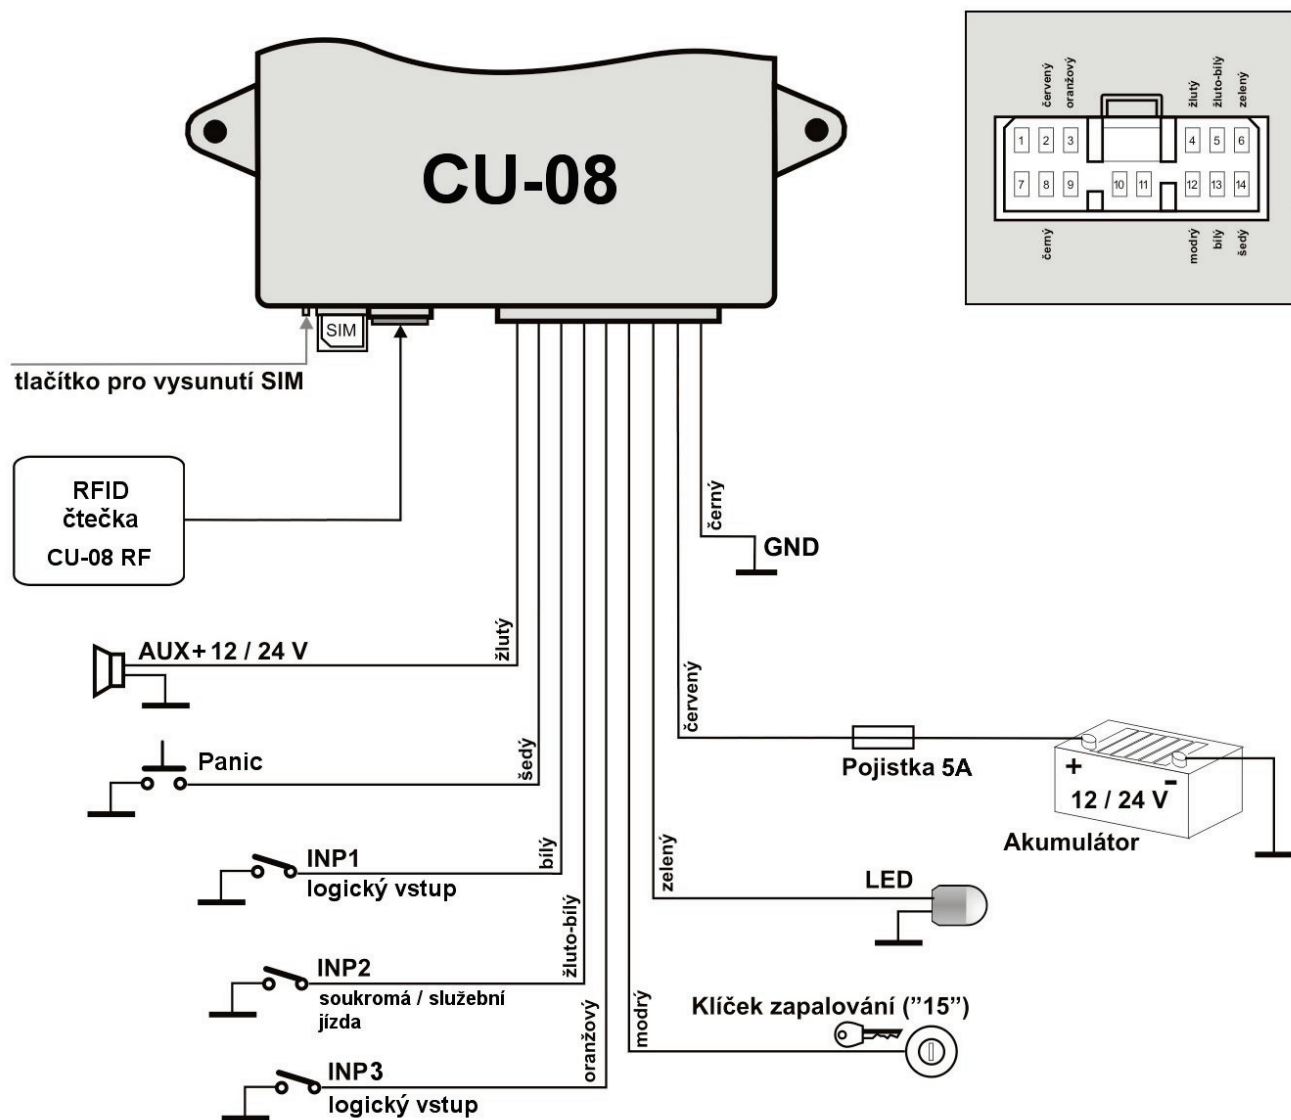 CU-08
červený
oranžový
žlutý
žluto-bílý
zelený
1
2
3
4
5
6
7
8
9
10
11
12
13
14
černý
modrý
bílý
šedý
SIM
tlačítko pro vysunutí SIM
RFID
čtečka
CU-08 RF
AUX+ 12 / 24 V
žlutý
Panic
šedý
INP1
logický vstup
bílý
INP2
soukromá / služební
jízda
žluto-bílý
INP3
logický vstup
oranžový
modrý
zelený
červený
černý
GND
Pojistka 5A
+
-
12 / 24 V
Akumulátor
LED
Klíček zapalování (”15”)